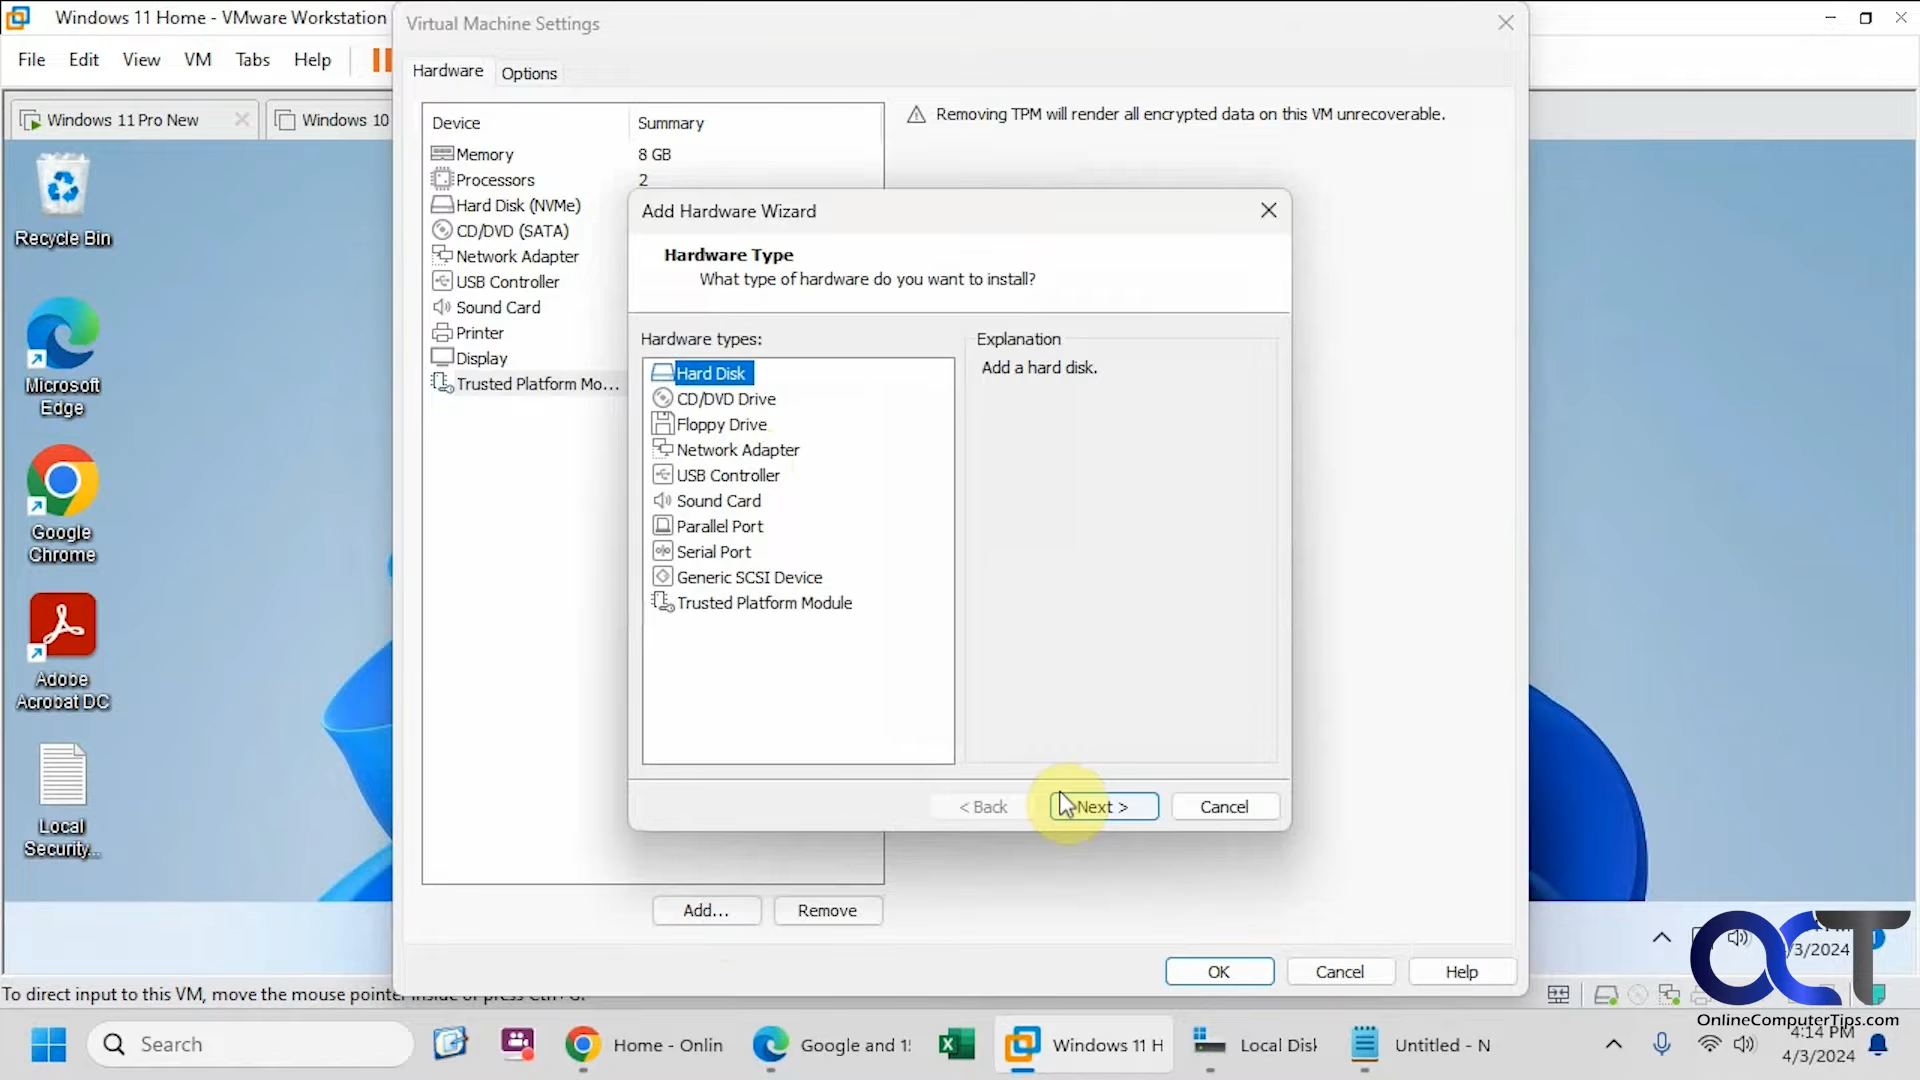 Windows 11 Home - VMware Workstation
File Edit View VM Tabs Help
Windows 11 Pro New
Windows 10
Recycle Bin
Microsoft
Edge
Google
Chrome
Adobe
Acrobat DC
Local
Security...
Virtual Machine Settings
Hardware Options
Device Summary
Memory 8 GB
Processors 2
Hard Disk (NVMe)
CD/DVD (SATA)
Network Adapter
USB Controller
Sound Card
Printer
Display
Trusted Platform Mo...
Removing TPM will render all encrypted data on this VM unrecoverable.
Add Hardware Wizard
Hardware Type
What type of hardware do you want to install?
Hardware types:
Hard Disk
CD/DVD Drive
Floppy Drive
Network Adapter
USB Controller
Sound Card
Parallel Port
Serial Port
Generic SCSI Device
Trusted Platform Module
Explanation
Add a hard disk.
< Back Next > Cancel
Add... Remove
OK Cancel Help
/3/2024
To direct input to this VM, move the mouse pointer inside or press Ctrl+G.
OCT
OnlineComputerTips.com
Search
Home - Onlin
Google and 1
Windows 11 H
Local Disk
Untitled - N
4:14 PM
4/3/2024